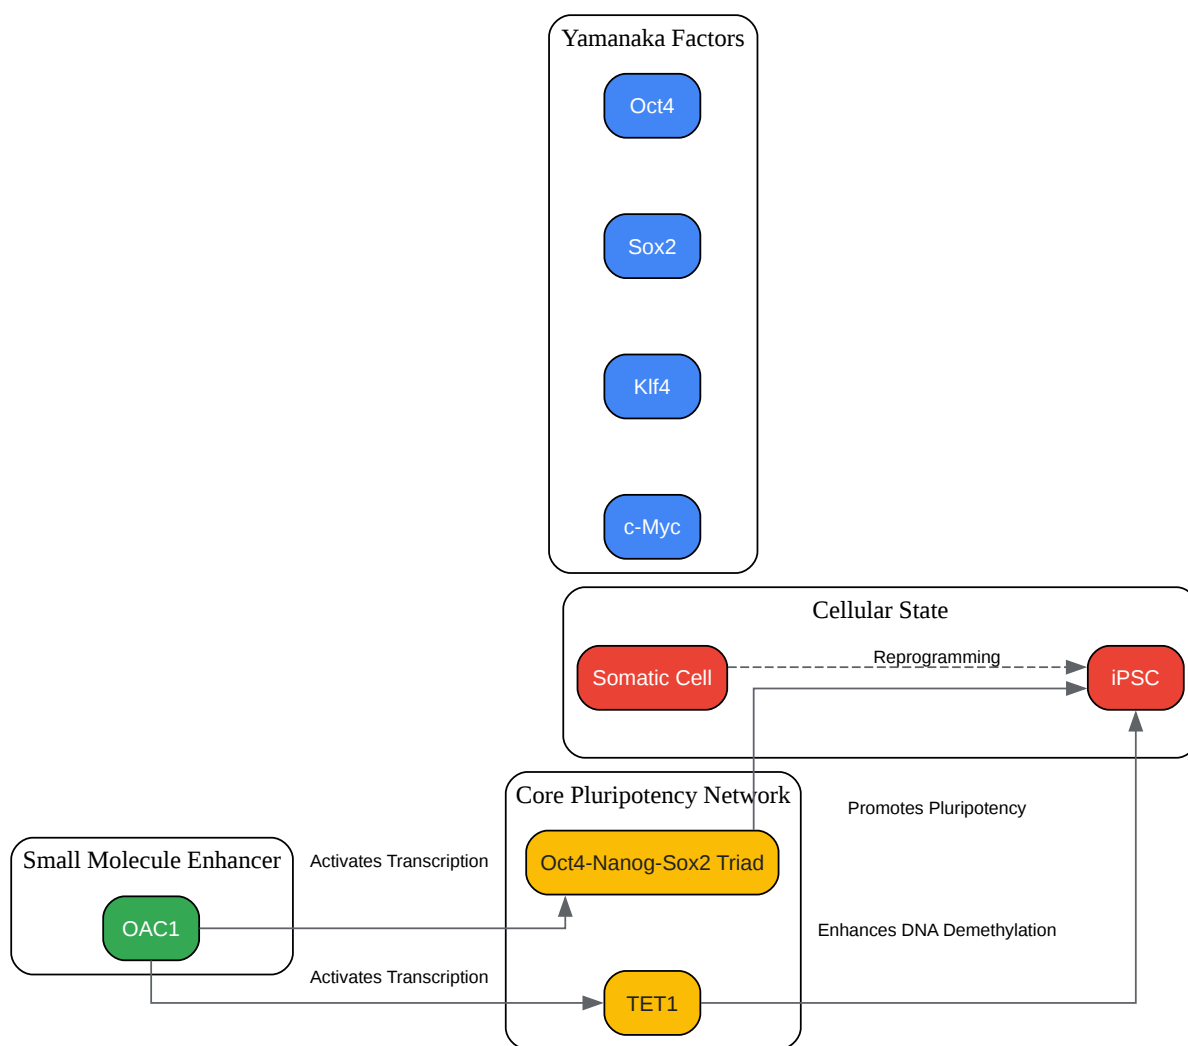 Yamanaka Factors
Oct4
Sox2
Klf4
c-Myc
Cellular State
Reprogramming
Somatic Cell
iPSC
Core Pluripotency Network
Promotes Pluripotency
Small Molecule Enhancer
Activates Transcription
Oct4-Nanog-Sox2 Triad
OAC1
Enhances DNA Demethylation
Activates Transcription
TET1